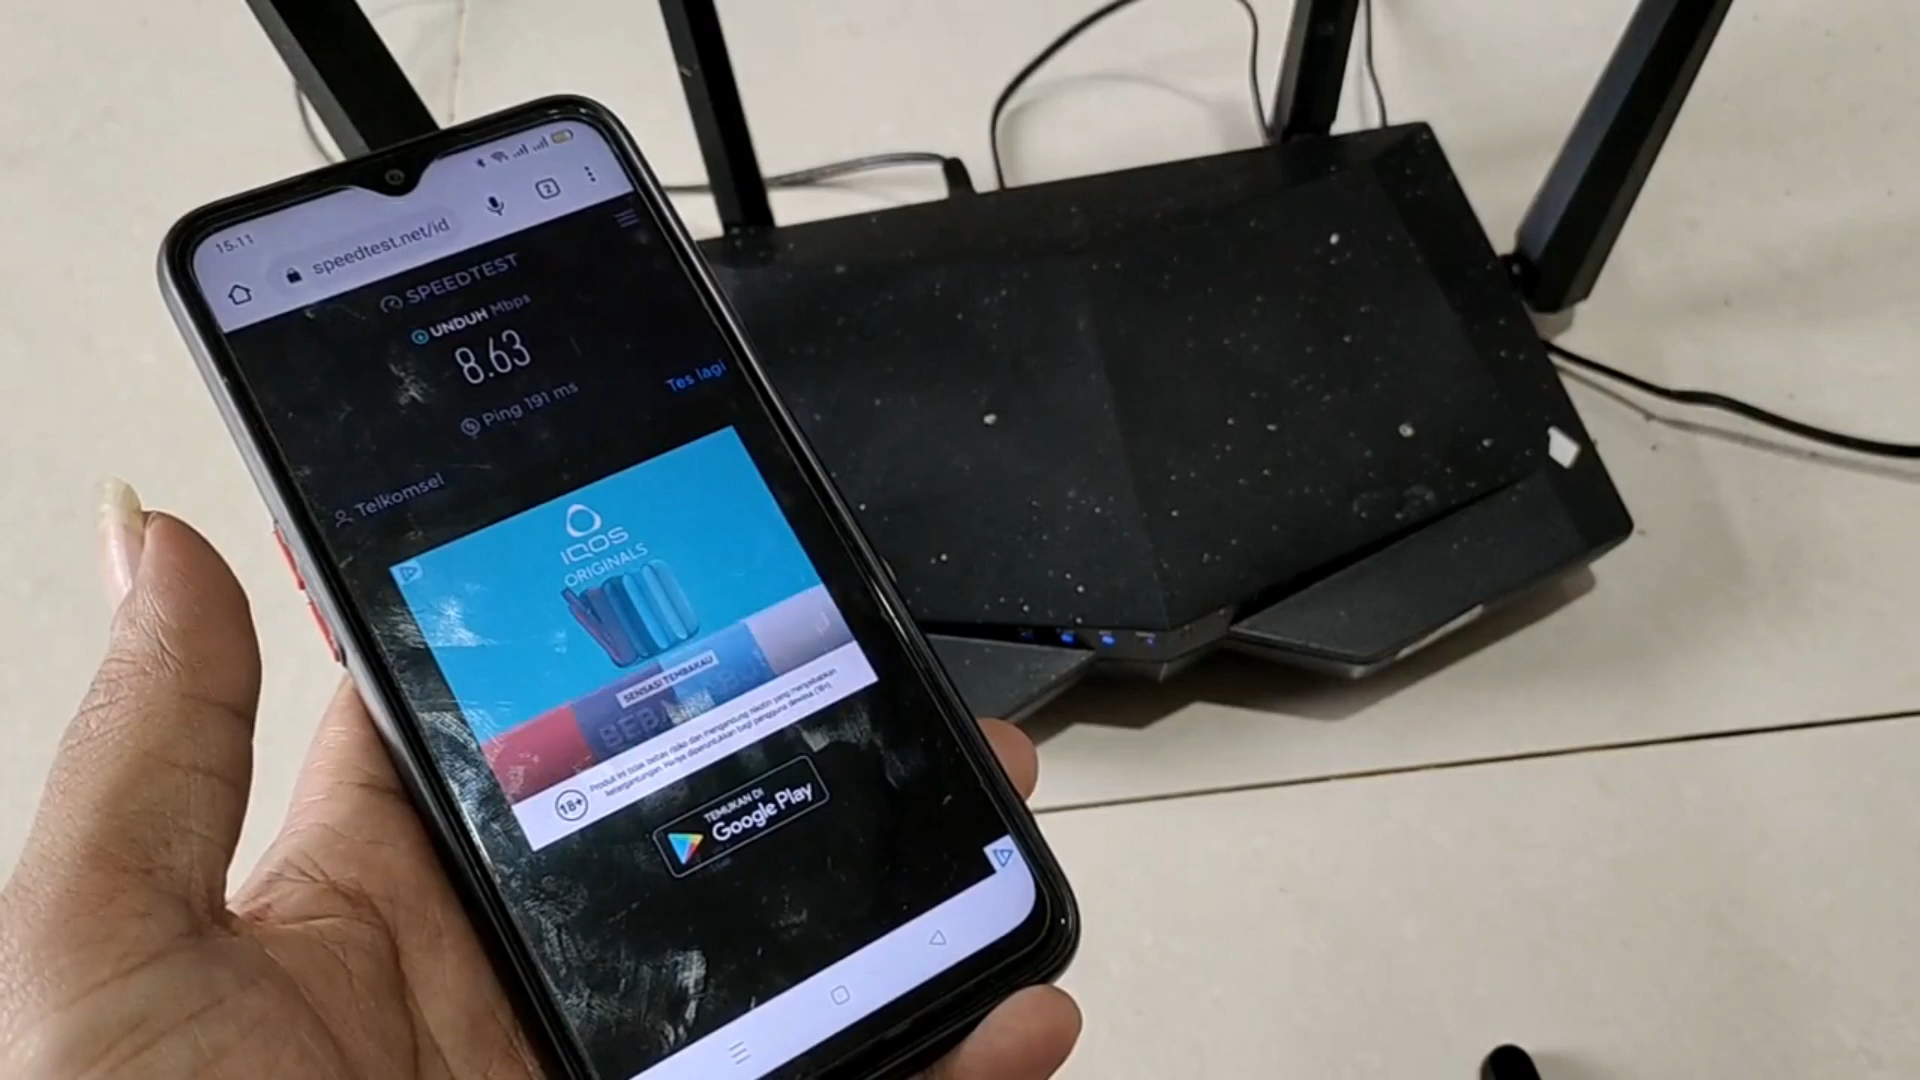 15.11
2
speedtest.net/id
SPEEDTEST
UNDUH Mbps
8.63
Ping 191 ms
Tes lagi
Telkomsel
IQOS
ORIGINALS
SENSASI TEMBAKAU
18+
Produk ini tidak bebas risiko dan mengandung nikotin yang menyebabkan
ketergantungan. Hanya diperuntukkan bagi pengguna dewasa (18+)
TEMUKAN DI
Google Play